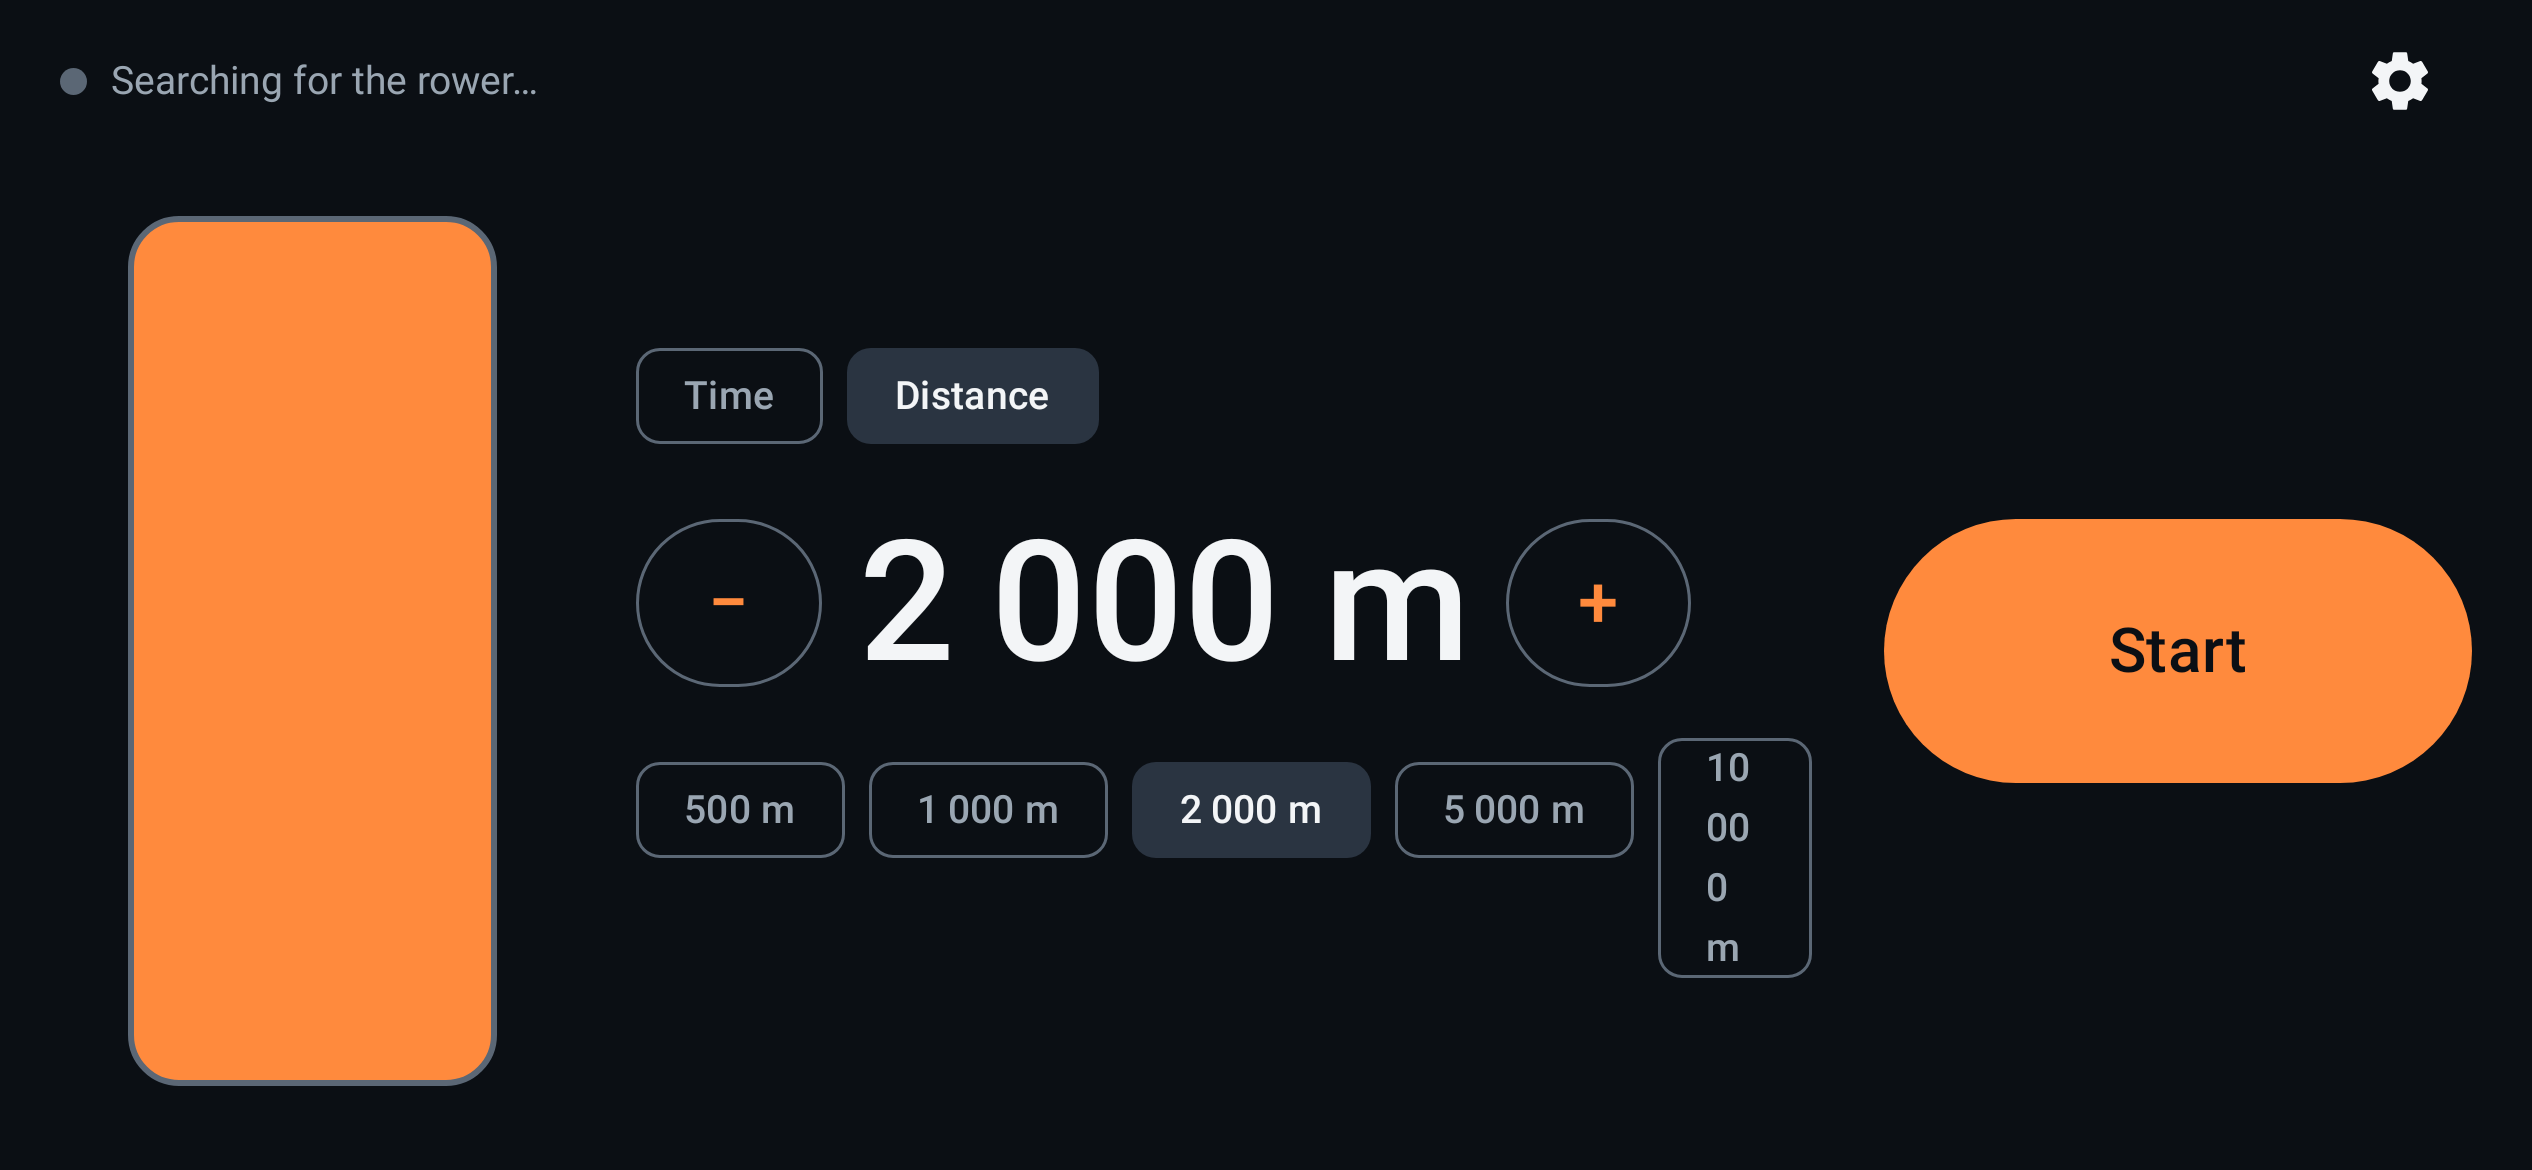 Searching for the rower...
Time
Distance
− 2 000 m +
Start
500 m
1 000 m
2 000 m
5 000 m
10
00
0
m